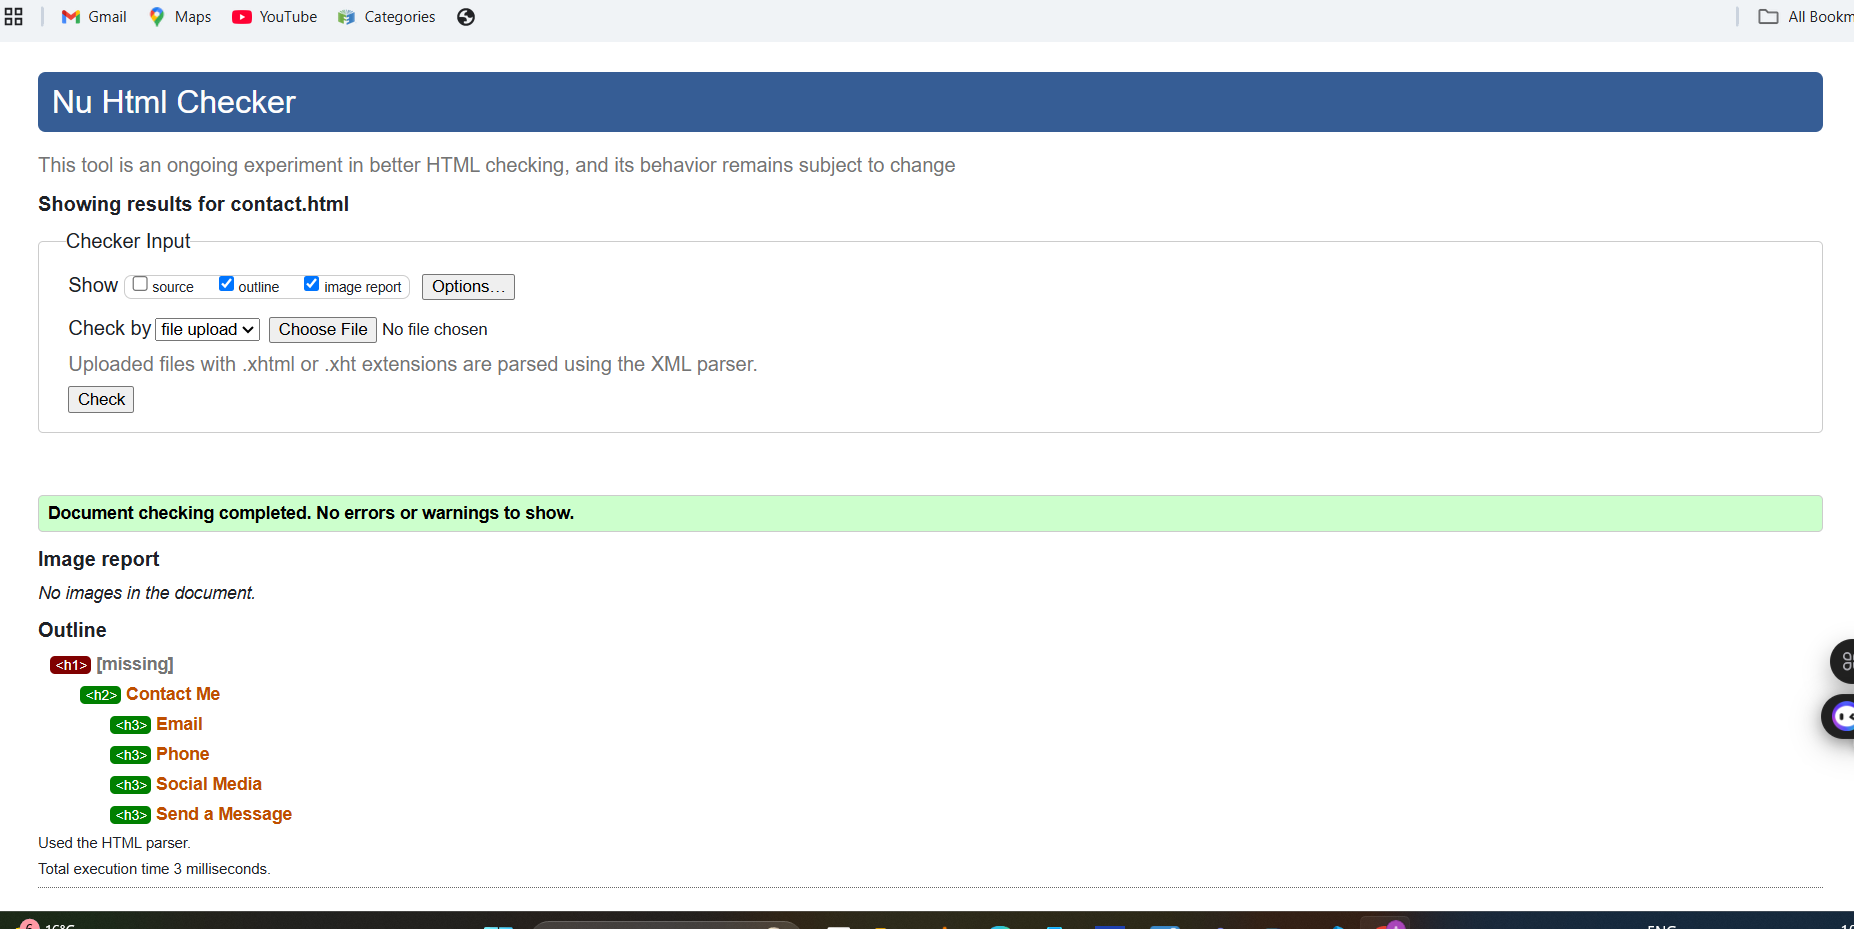 Gmail Maps YouTube Categories All Bookm
Nu Html Checker
This tool is an ongoing experiment in better HTML checking, and its behavior remains subject to change
Showing results for contact.html
Checker Input
Show source outline image report Options...
Check by file upload Choose File No file chosen
Uploaded files with .xhtml or .xht extensions are parsed using the XML parser.
Check
Document checking completed. No errors or warnings to show.
Image report
No images in the document.
Outline
<h1> [missing]
<h2> Contact Me
<h3> Email
<h3> Phone
<h3> Social Media
<h3> Send a Message
Used the HTML parser.
Total execution time 3 milliseconds.